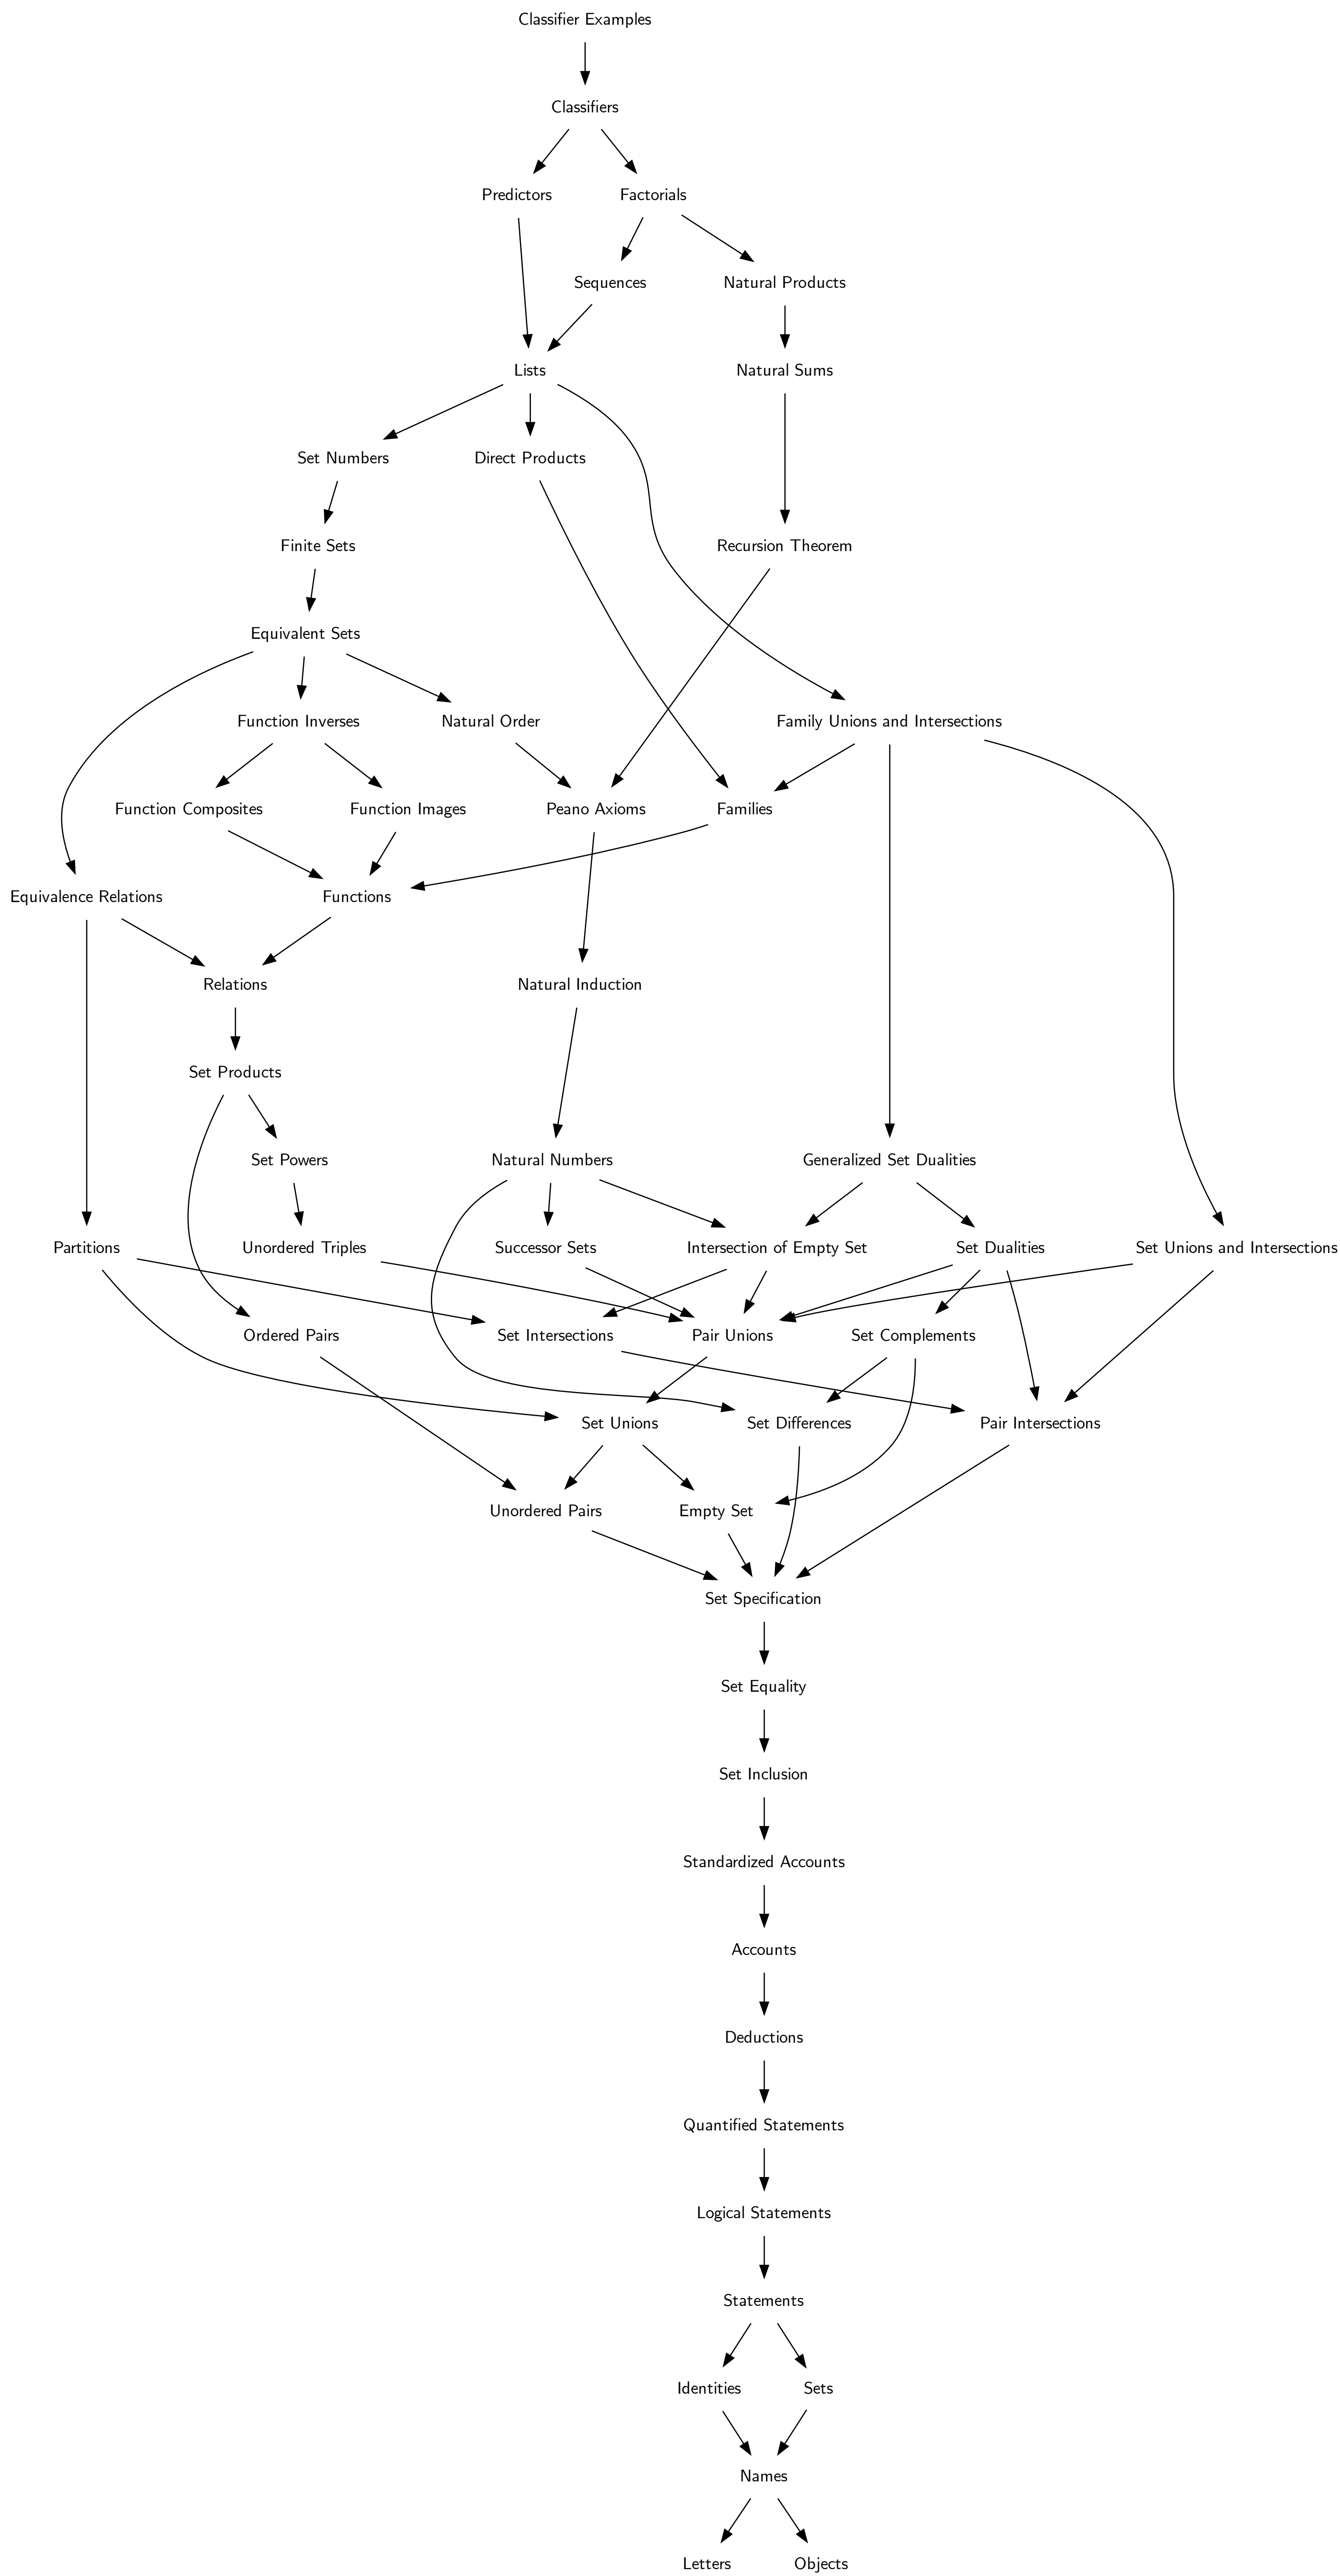 Classifier Examples
Classifiers
Predictors
Factorials
Sequences
Natural Products
Lists
Natural Sums
Set Numbers
Direct Products
Finite Sets
Recursion Theorem
Equivalent Sets
Function Inverses
Natural Order
Family Unions and Intersections
Function Composites
Function Images
Peano Axioms
Families
Equivalence Relations
Functions
Relations
Natural Induction
Set Products
Set Powers
Natural Numbers
Generalized Set Dualities
Partitions
Unordered Triples
Successor Sets
Intersection of Empty Set
Set Dualities
Set Unions and Intersections
Ordered Pairs
Set Intersections
Pair Unions
Set Complements
Set Unions
Set Differences
Pair Intersections
Unordered Pairs
Empty Set
Set Specification
Set Equality
Set Inclusion
Standardized Accounts
Accounts
Deductions
Quantified Statements
Logical Statements
Statements
Identities
Sets
Names
Letters
Objects